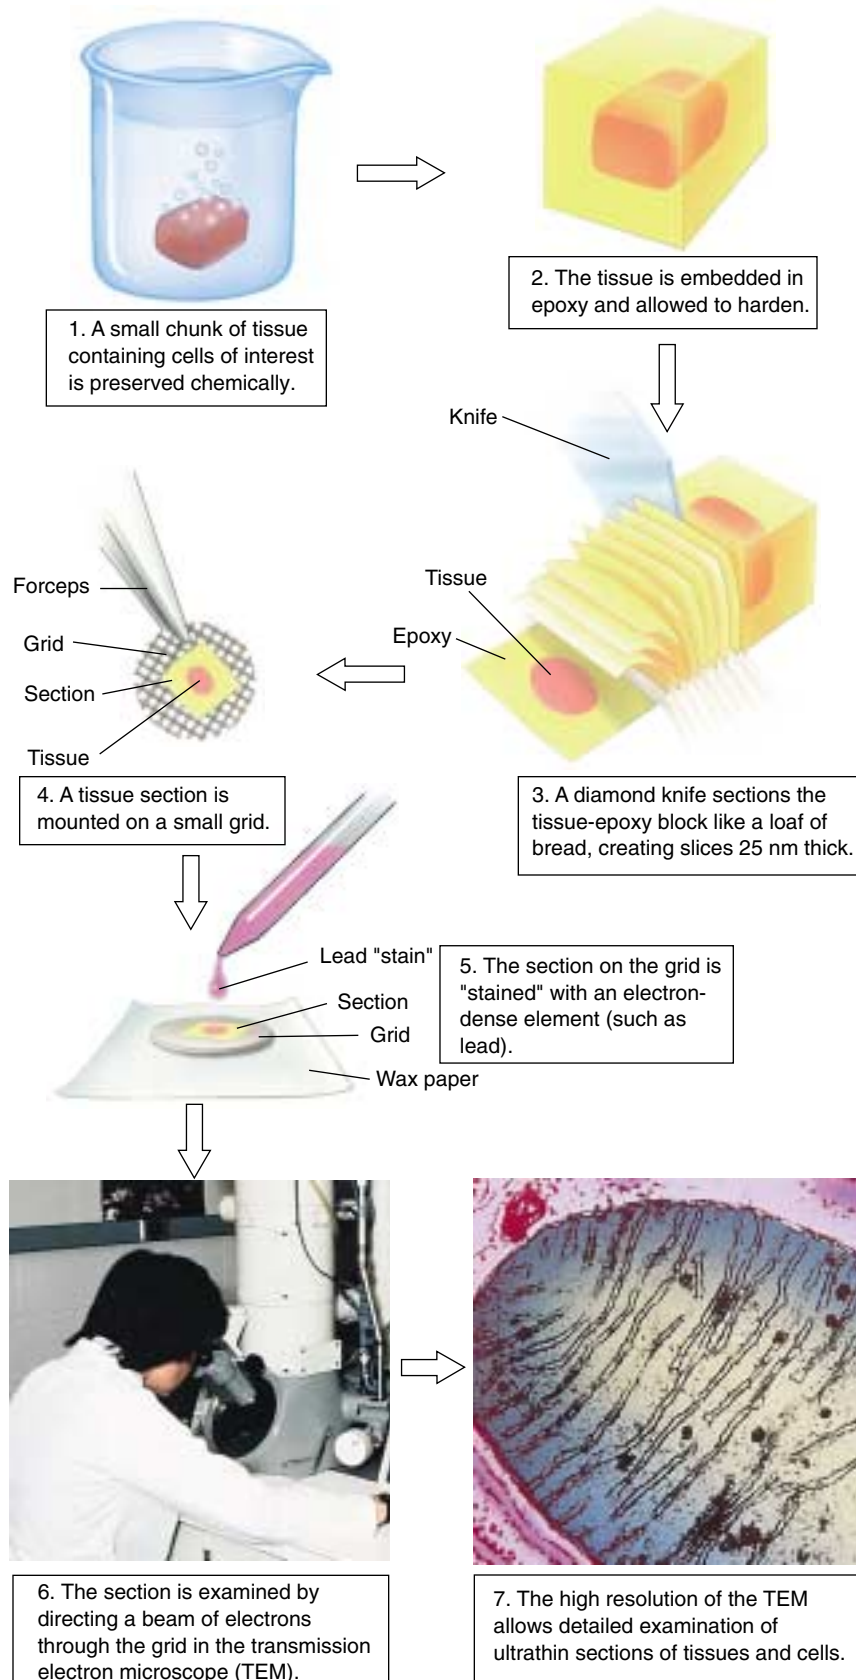 1. A small chunk of tissue
containing cells of interest
is preserved chemically.
2. The tissue is embedded in
epoxy and allowed to harden.
Knife
Tissue
Epoxy
3. A diamond knife sections the
tissue-epoxy block like a loaf of
bread, creating slices 25 nm thick.
Forceps
Grid
Section
Tissue
4. A tissue section is
mounted on a small grid.
Lead "stain"
Section
Grid
Wax paper
5. The section on the grid is
"stained" with an electron-
dense element (such as
lead).
6. The section is examined by
directing a beam of electrons
through the grid in the transmission
electron microscope (TEM).
7. The high resolution of the TEM
allows detailed examination of
ultrathin sections of tissues and cells.